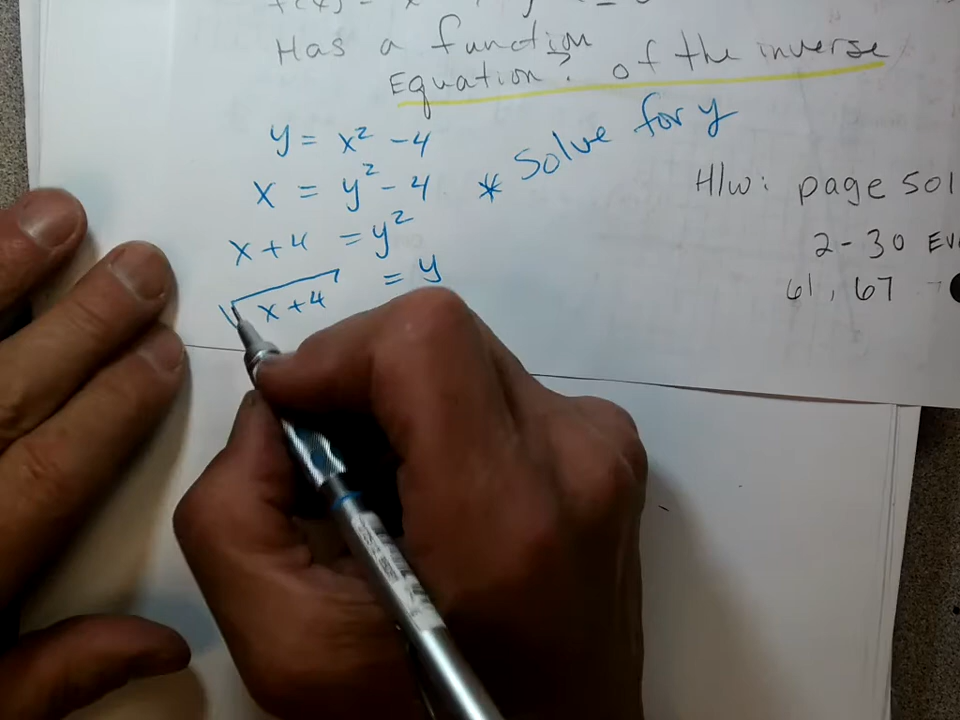 Has a function
Equation? of the inverse
y = x² - 4
x = y² - 4 * Solve for y
x + 4 = y²
√x + 4 = y
H/w: page 501
2-30
61, 67